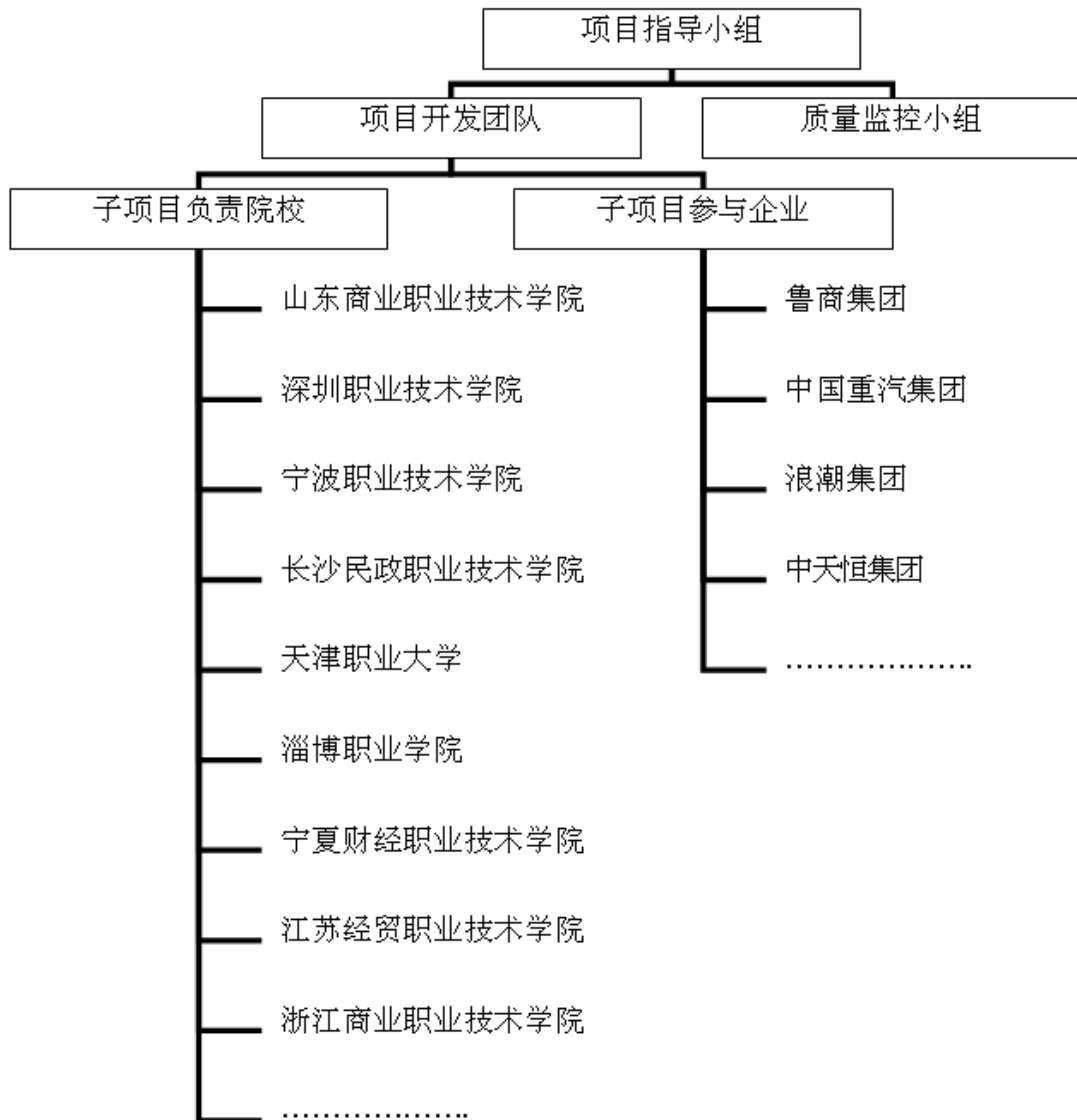 项目指导小组
项目开发团队
质量监控小组
子项目负责院校
子项目参与企业
山东商业职业技术学院
深圳职业技术学院
宁波职业技术学院
长沙民政职业技术学院
天津职业大学
淄博职业学院
宁夏财经职业技术学院
江苏经贸职业技术学院
浙江商业职业技术学院
………………..
鲁商集团
中国重汽集团
浪潮集团
中天恒集团
………………..